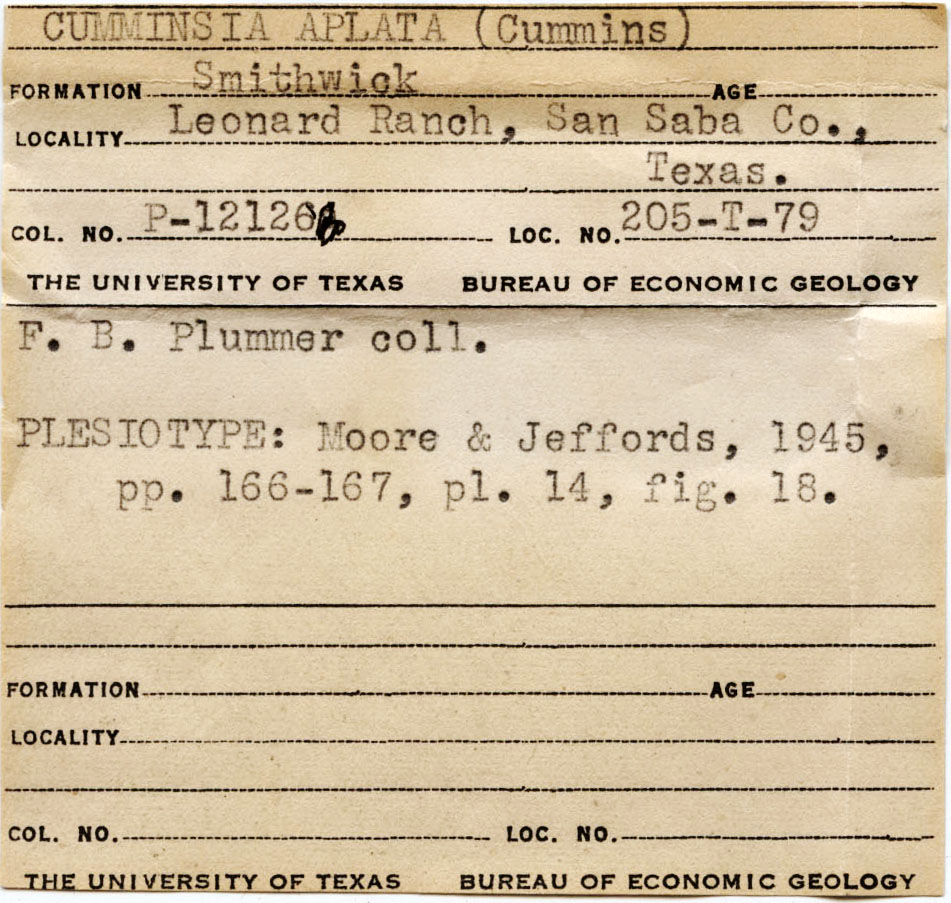 CUMMINSIA APLATA (Cummins)
FORMATION Smithwick AGE
LOCALITY Leonard Ranch, San Saba Co.,
Texas.
COL. NO. P-12126 LOC. NO. 205-T-79
THE UNIVERSITY OF TEXAS BUREAU OF ECONOMIC GEOLOGY
F. B. Plummer coll.
PLESIOTYPE: Moore & Jeffords, 1945,
pp. 166-167, pl. 14, fig. 18.
FORMATION AGE
LOCALITY
COL. NO. LOC. NO.
THE UNIVERSITY OF TEXAS BUREAU OF ECONOMIC GEOLOGY